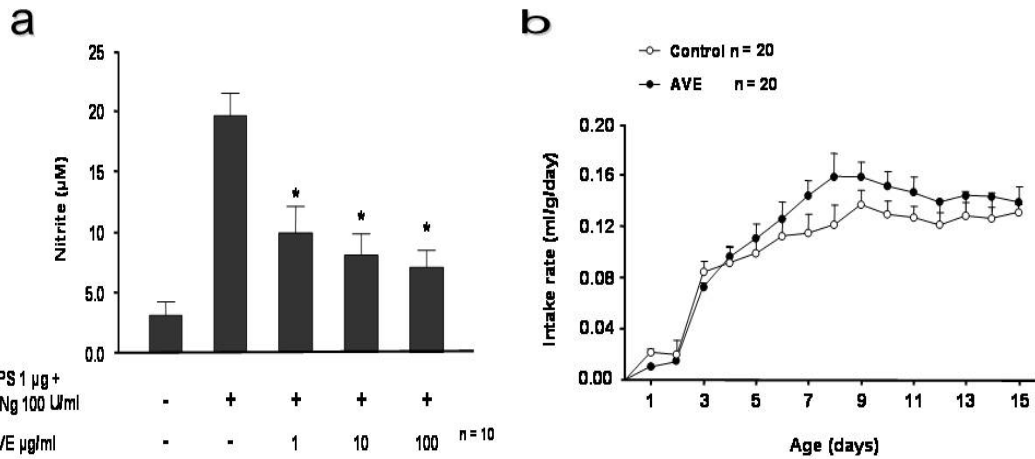 a
25
20
15
10
5.0
0.0
Nitrite (µM)
*
*
*
PS 1 µg +
Ng 100 U/ml
- + + + +
VE µg/ml
- - 1 10 100
n = 10
b
Control n = 20
AVE n = 20
0.20
0.16
0.12
0.08
0.04
0.00
Intake rate (ml/g/day)
1 3 5 7 9 11 13 15
Age (days)